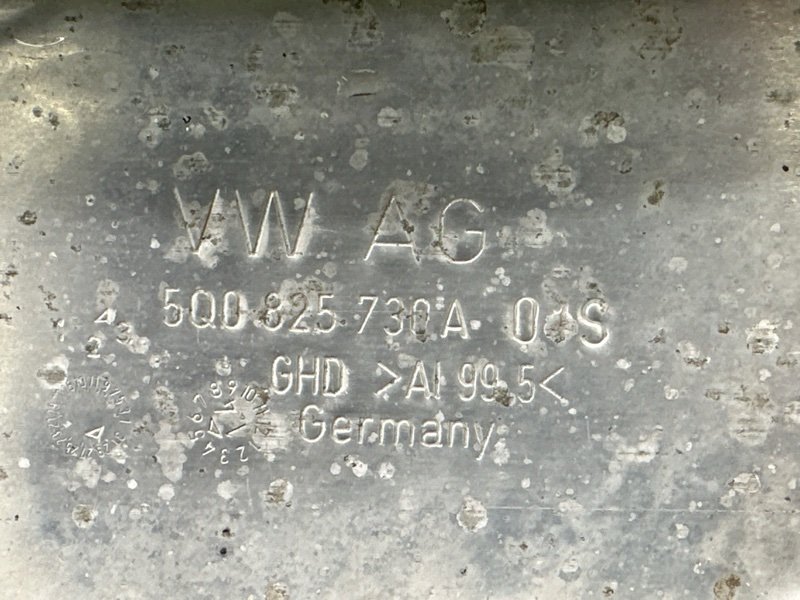 VW AG
5Q0 825 730 A
GHD >Al 99.5<
Germany